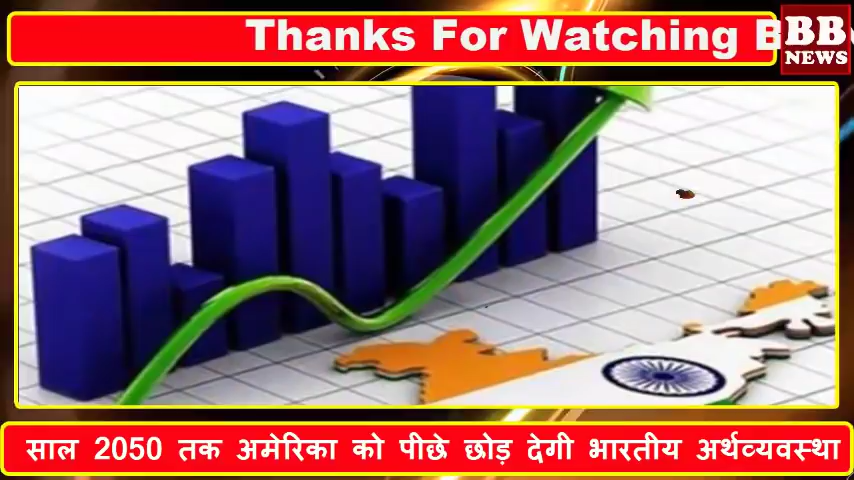 Thanks For Watching B
BB
NEWS
साल 2050 तक अमेरिका को पीछे छोड़ देगी भारतीय अर्थव्यवस्था